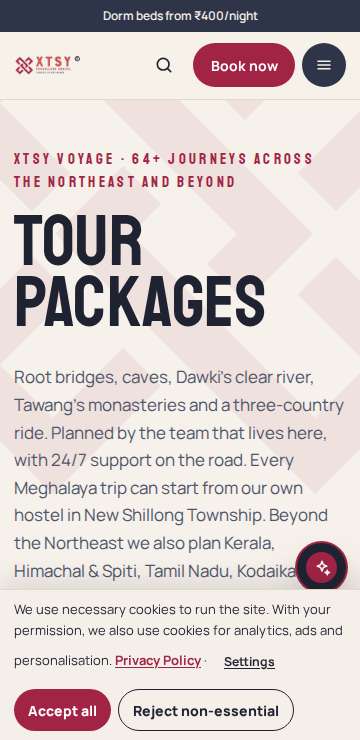 Dorm beds from ₹400/night
XTSY
Book now
XTSY VOYAGE · 64+ JOURNEYS ACROSS
THE NORTHEAST AND BEYOND
TOUR
PACKAGES
Root bridges, caves, Dawki's clear river,
Tawang's monasteries and a three-country
ride. Planned by the team that lives here,
with 24/7 support on the road. Every
Meghalaya trip can start from our own
hostel in New Shillong Township. Beyond
the Northeast we also plan Kerala,
Himachal & Spiti, Tamil Nadu, Kodaika
We use necessary cookies to run the site. With your
permission, we also use cookies for analytics, ads and
personalisation. Privacy Policy · Settings
Accept all
Reject non-essential